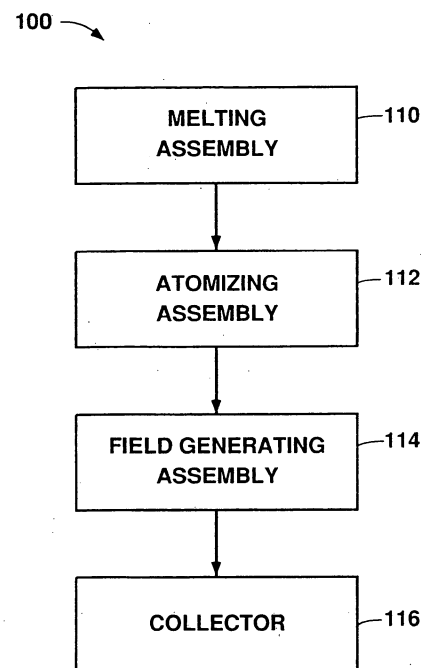 100
MELTING
ASSEMBLY
110
ATOMIZING
ASSEMBLY
112
FIELD GENERATING
ASSEMBLY
114
COLLECTOR
116